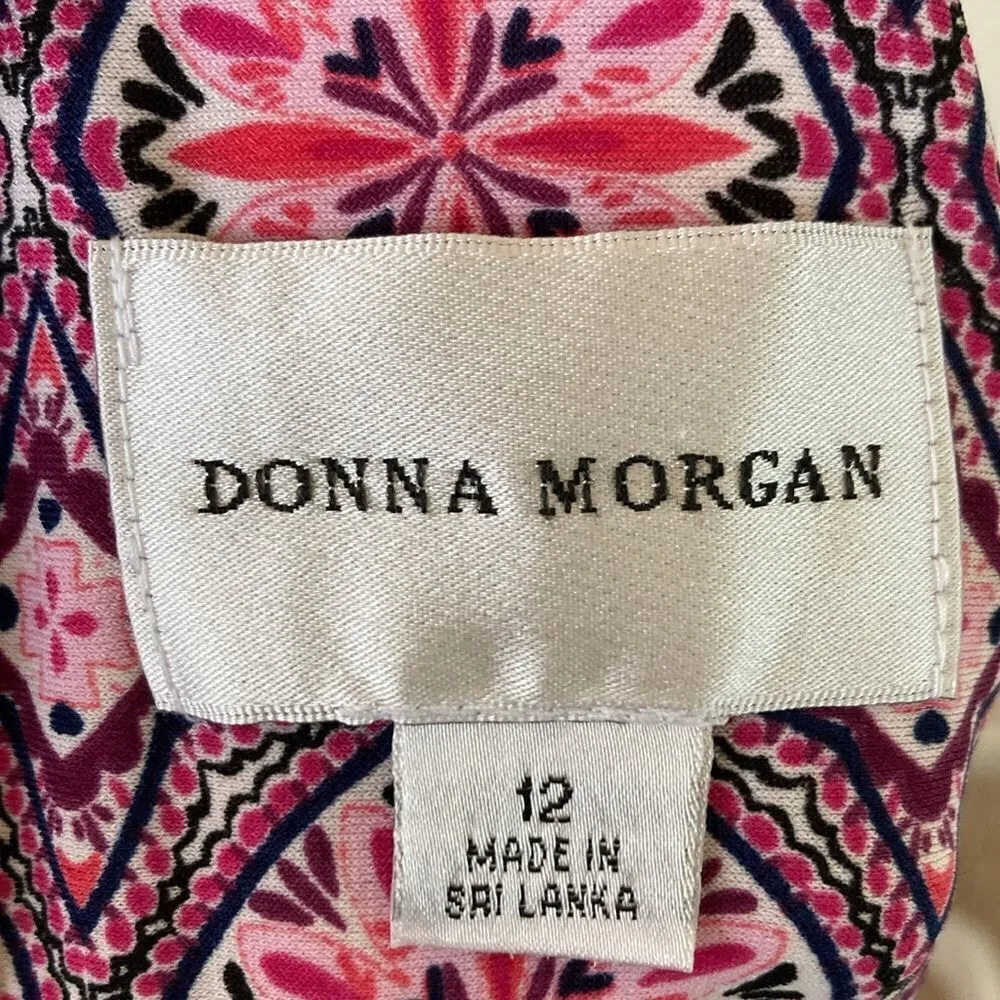 DONNA MORGAN
12
MADE IN
SRI LANKA